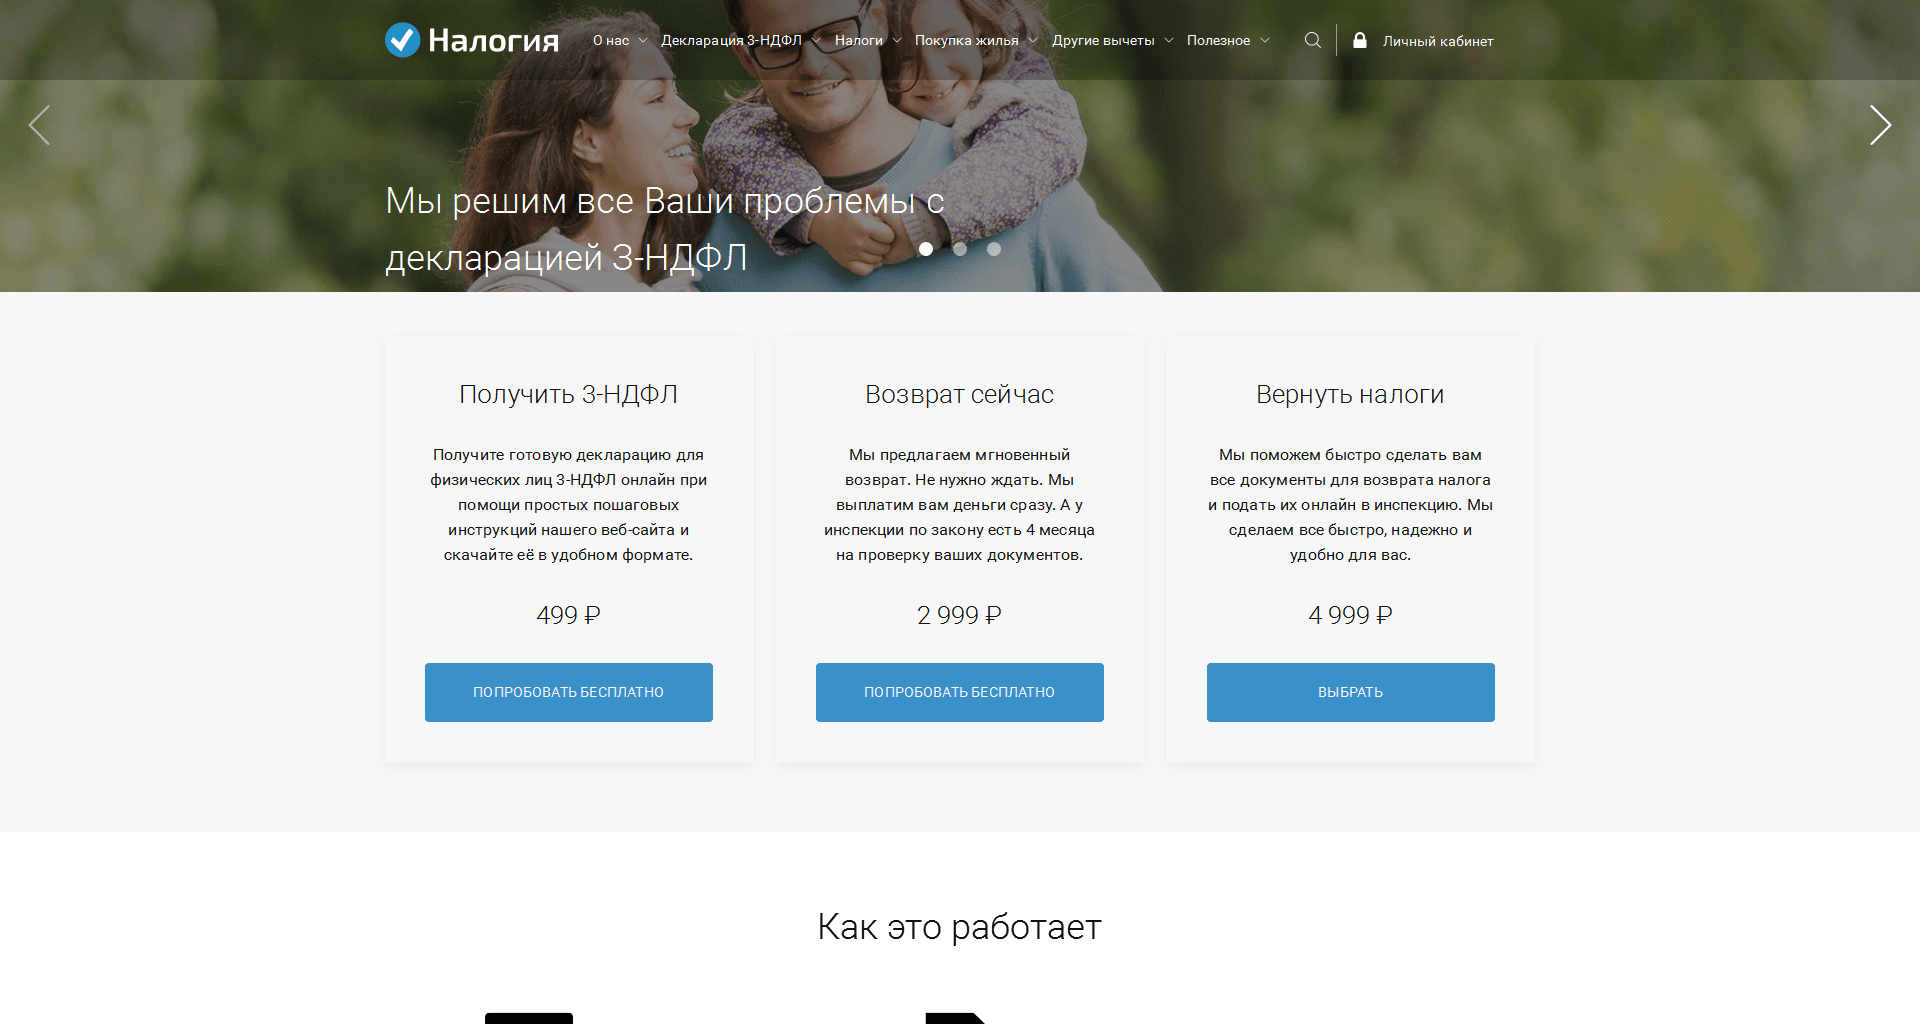 Налогия
О нас
Декларация 3-НДФЛ
Налоги
Покупка жилья
Другие вычеты
Полезное
Личный кабинет
Мы решим все Ваши проблемы с
декларацией 3-НДФЛ
Получить 3-НДФЛ
Получите готовую декларацию для
физических лиц 3-НДФЛ онлайн при
помощи простых пошаговых
инструкций нашего веб-сайта и
скачайте её в удобном формате.
499 ₽
ПОПРОБОВАТЬ БЕСПЛАТНО
Возврат сейчас
Мы предлагаем мгновенный
возврат. Не нужно ждать. Мы
выплатим вам деньги сразу. А у
инспекции по закону есть 4 месяца
на проверку ваших документов.
2 999 ₽
ПОПРОБОВАТЬ БЕСПЛАТНО
Вернуть налоги
Мы поможем быстро сделать вам
все документы для возврата налога
и подать их онлайн в инспекцию. Мы
сделаем все быстро, надежно и
удобно для вас.
4 999 ₽
ВЫБРАТЬ
Как это работает